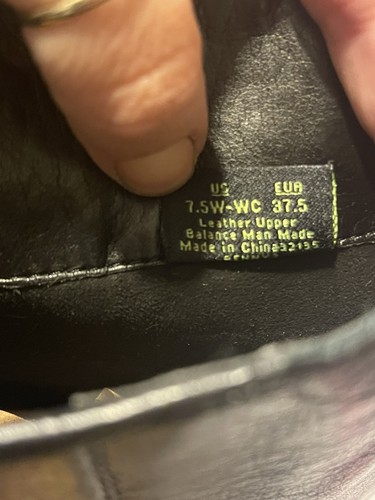 US EUR
7.5W-WC 37.5
Leather Upper
Balance Man Made
Made in China32135